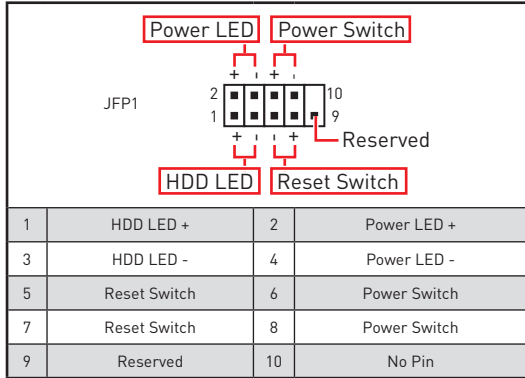 Power LED Power Switch
+ - + -
JFP1
2 10
1 9
+ - - +
Reserved
HDD LED Reset Switch
1 HDD LED + 2 Power LED +
3 HDD LED - 4 Power LED -
5 Reset Switch 6 Power Switch
7 Reset Switch 8 Power Switch
9 Reserved 10 No Pin